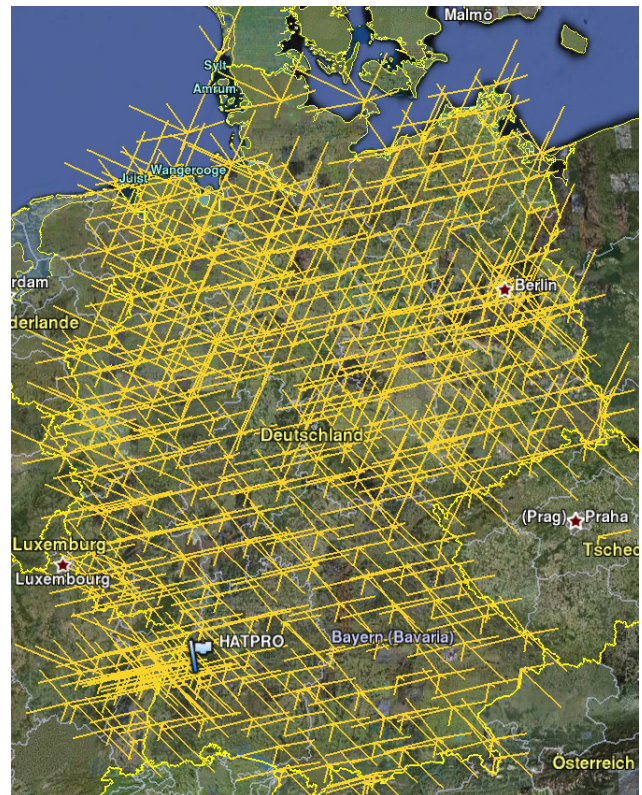 Malmö
Sylt
Amrum
Wangerooge
Juist
rdam
Berlin
derlande
Deutschland
(Prag) Praha
Luxemburg
Tschec
Luxembourg
HATPRO
Bayern (Bavaria)
Österreich